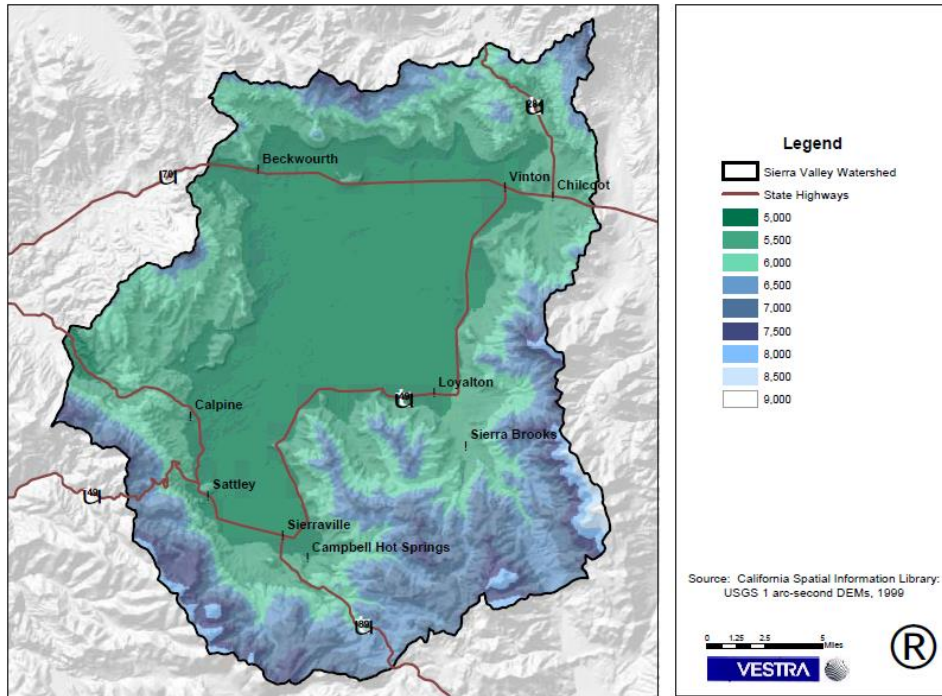 284
Beckwourth
70
Vinton
Chilcoot
Loyalton
49
Calpine
Sierra Brooks
Sattley
49
Sierraville
Campbell Hot Springs
89
Legend
Sierra Valley Watershed
State Highways
5,000
5,500
6,000
6,500
7,000
7,500
8,000
8,500
9,000
Source: California Spatial Information Library:
USGS 1 arc-second DEMs, 1999
0 1.25 2.5 5
Miles
VESTRA
®